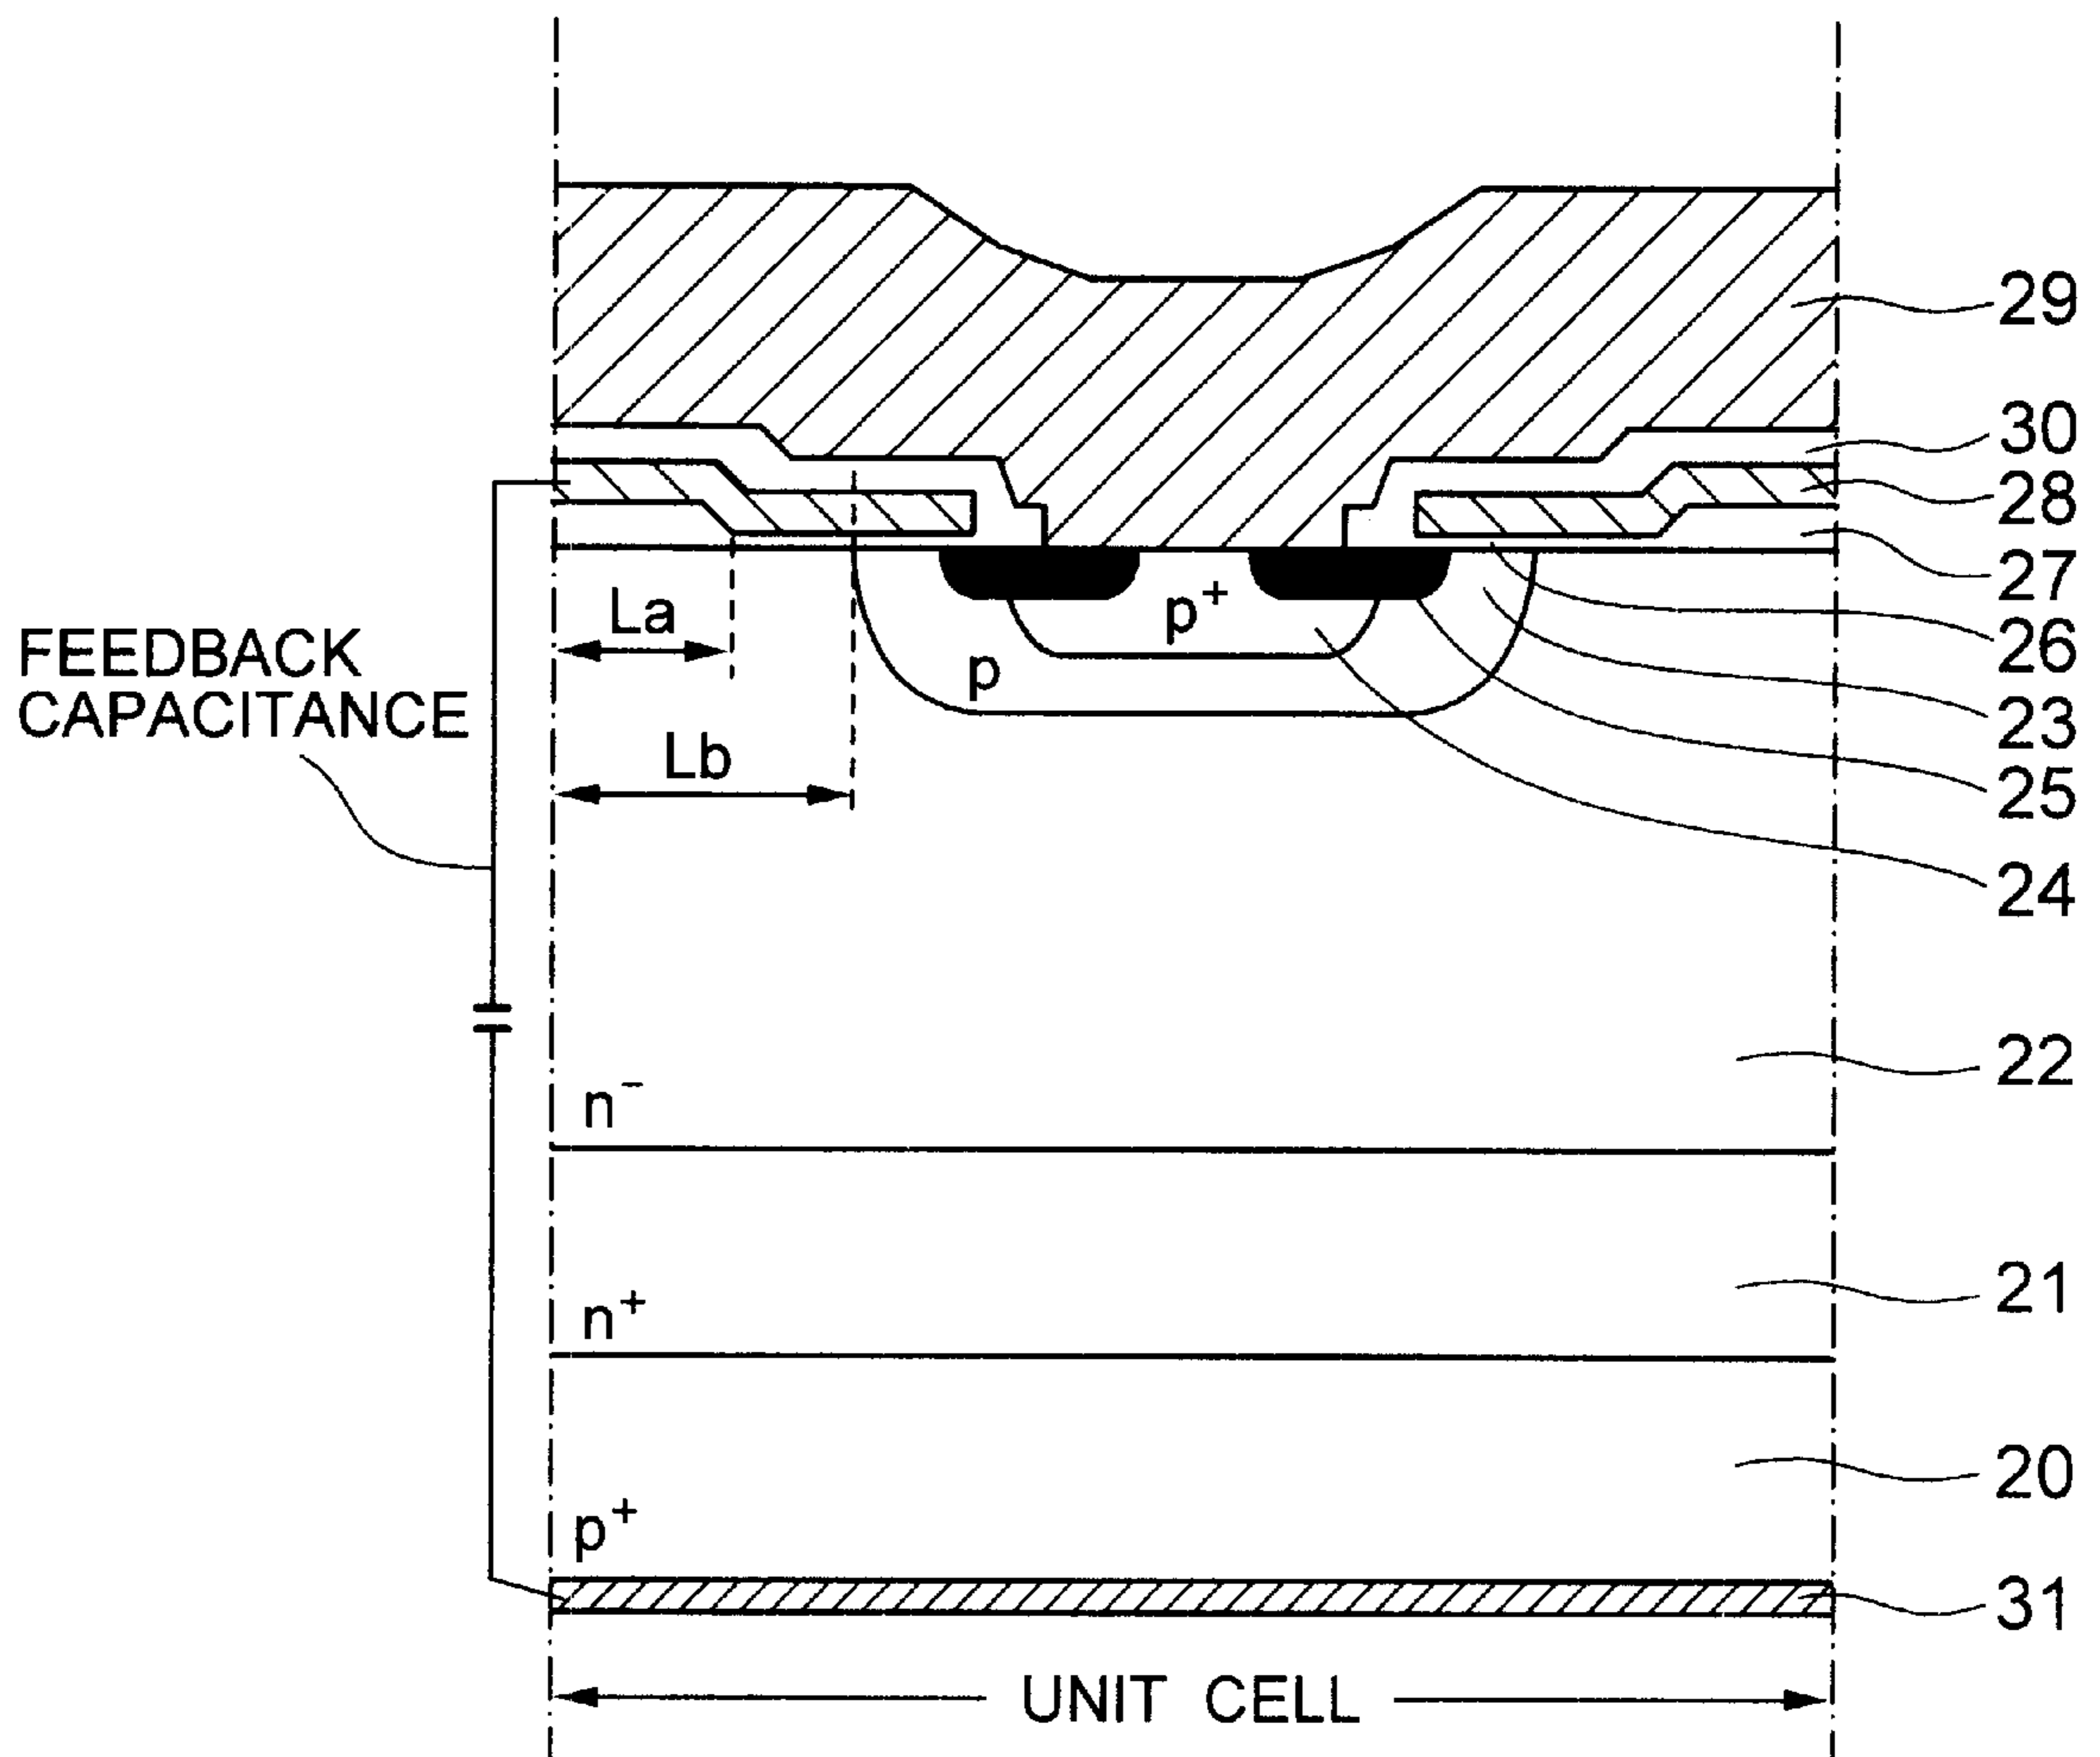 29
30
28
27
La
p⁺
26
FEEDBACK
CAPACITANCE
p
23
Lb
25
24
22
n⁻
21
n⁺
20
p⁺
31
UNIT CELL